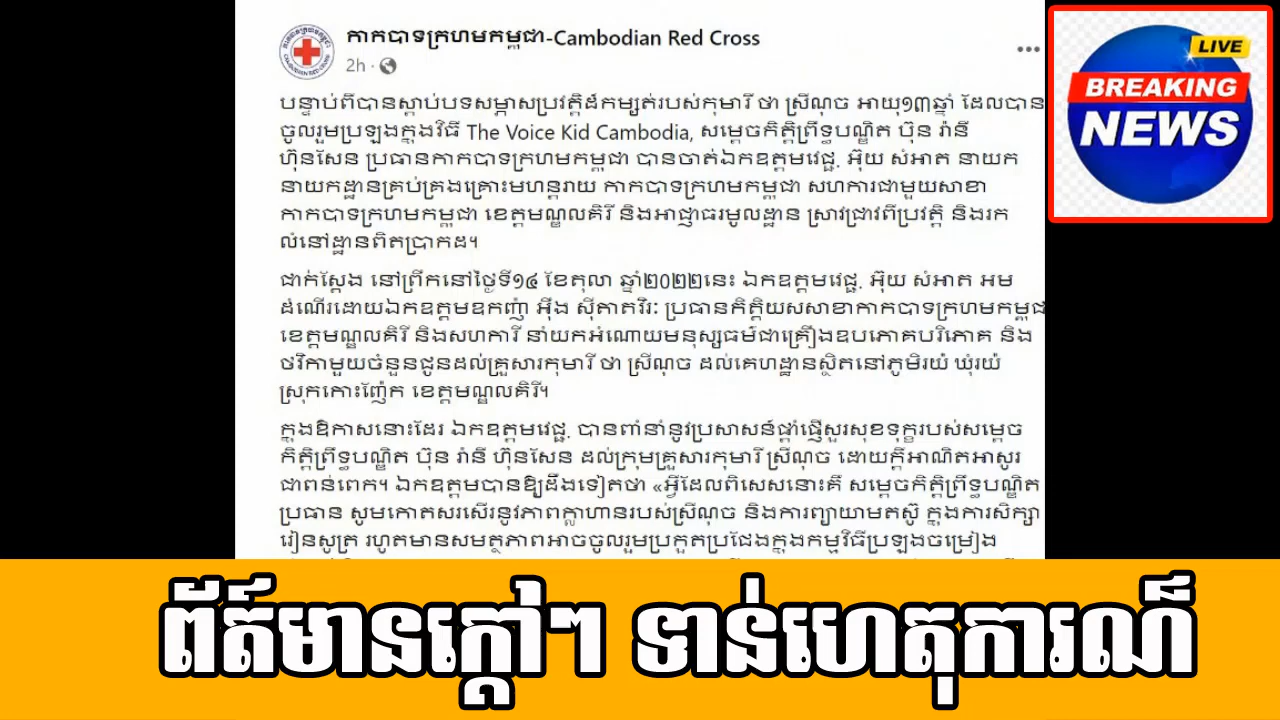 កាកបាទក្រហមកម្ពុជា-Cambodian Red Cross
2h
LIVE
BREAKING
NEWS
បន្ទាប់ពីបានស្តាប់បទសម្ភាសប្រវត្តិដ៏កម្សត់របស់កុមារី ថា ស្រីណុច អាយុ១៣ឆ្នាំ ដែលបាន
ចូលរួមប្រឡងក្នុងវិធី The Voice Kid Cambodia, សម្តេចកិត្តិព្រឹទ្ធបណ្ឌិត ប៊ុន រ៉ានី
ហ៊ុនសែន ប្រធានកាកបាទក្រហមកម្ពុជា បានចាត់ឯកឧត្តមវេជ្ជ. អ៊ុយ សំអាត នាយក
នាយកដ្ឋានគ្រប់គ្រងគ្រោះមហន្តរាយ កាកបាទក្រហមកម្ពុជា សហការជាមួយសាខា
កាកបាទក្រហមកម្ពុជា ខេត្តមណ្ឌលគិរី និងអាជ្ញាធរមូលដ្ឋាន ស្រាវជ្រាវពីប្រវត្តិ និងរក
លំនៅដ្ឋានពិតប្រាកដ។
ជាក់ស្តែង នៅព្រឹកនៅថ្ងៃទី១៤ ខែតុលា ឆ្នាំ២០២២នេះ ឯកឧត្តមវេជ្ជ. អ៊ុយ សំអាត អម
ដំណើរដោយឯកឧត្តមឧកញ៉ា អ៊ឹង ស៊ីតាតវីរៈ ប្រធានកិត្តិយសសាខាកាកបាទក្រហមកម្ពុជា
ខេត្តមណ្ឌលគិរី និងសហការី នាំយកអំណោយមនុស្សធម៌ជាគ្រឿងឧបភោគបរិភោគ និង
ថវិកាមួយចំនួនជូនដល់គ្រួសារកុមារី ថា ស្រីណុច ដល់គេហដ្ឋានស្ថិតនៅភូមិរយ៉ ឃុំរយ៉
ស្រុកកោះញ៉ែក ខេត្តមណ្ឌលគិរី។
ក្នុងឱកាសនោះដែរ ឯកឧត្តមវេជ្ជ. បានពាំនាំនូវប្រសាសន៍ផ្តាំផ្ញើសួរសុខទុក្ខរបស់សម្តេច
កិត្តិព្រឹទ្ធបណ្ឌិត ប៊ុន រ៉ានី ហ៊ុនសែន ដល់ក្រុមគ្រួសារកុមារី ស្រីណុច ដោយក្តីអាណិតអាសូរ
ជាពន់ពេក។ ឯកឧត្តមបានឱ្យដឹងទៀតថា «អ្វីដែលពិសេសនោះគឺ សម្តេចកិត្តិព្រឹទ្ធបណ្ឌិត
ប្រធាន សូមកោតសរសើរនូវភាពក្លាហានរបស់ស្រីណុច និងការព្យាយាមតស៊ូ ក្នុងការសិក្សា
រៀនសូត្រ រហូតមានសមត្ថភាពអាចចូលរួមប្រកួតប្រជែងក្នុងកម្មវិធីប្រឡងចម្រៀង
ព័ត៍មានក្តៅៗ ទាន់ហេតុការណ៏